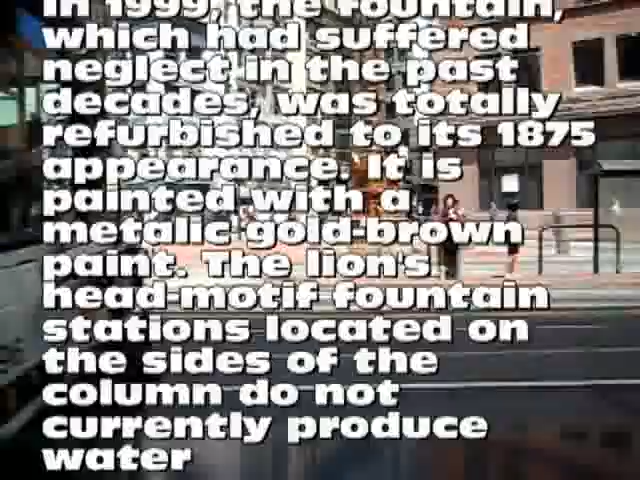 In 1999, the fountain,
which had suffered
neglect in the past
decades, was totally
refurbished to its 1875
appearance. It is
painted with a
metalic gold-brown
paint. The lion's
head-motif fountain
stations located on
the sides of the
column do not
currently produce
water